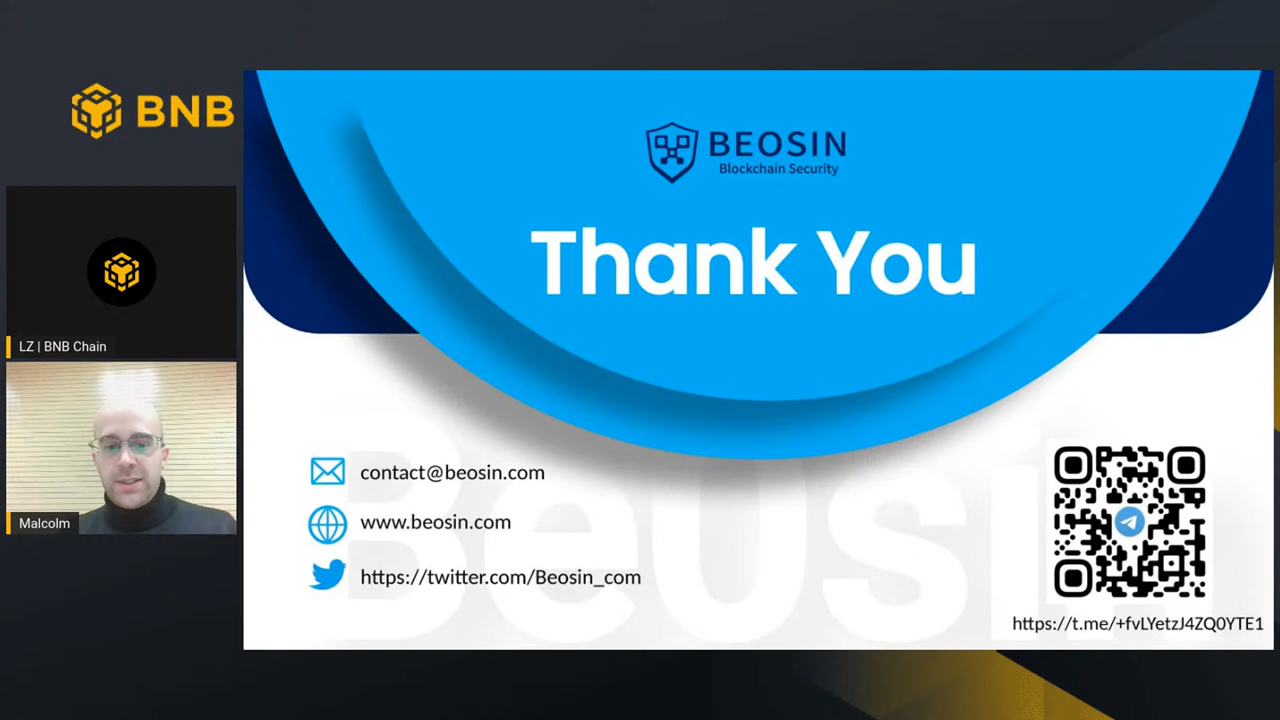 BNB
LZ | BNB Chain
Malcolm
BEOSIN
Blockchain Security
Thank You
contact@beosin.com
www.beosin.com
https://twitter.com/Beosin_com
Beosin
https://t.me/+fvLYetzJ4ZQ0YTE1